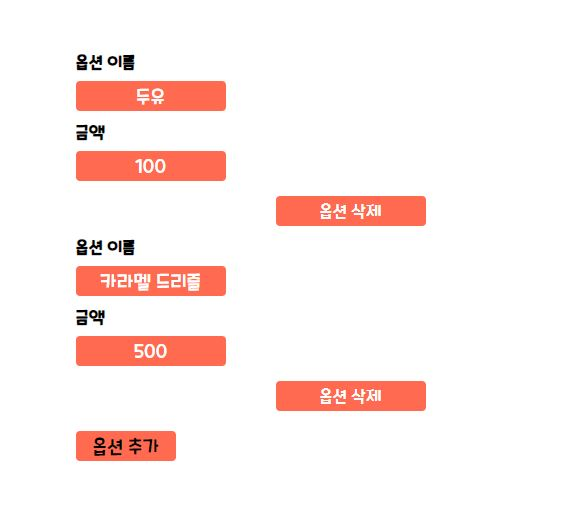 옵션 이름
두유
금액
100
옵션 삭제
옵션 이름
카라멜 드리즐
금액
500
옵션 삭제
옵션 추가